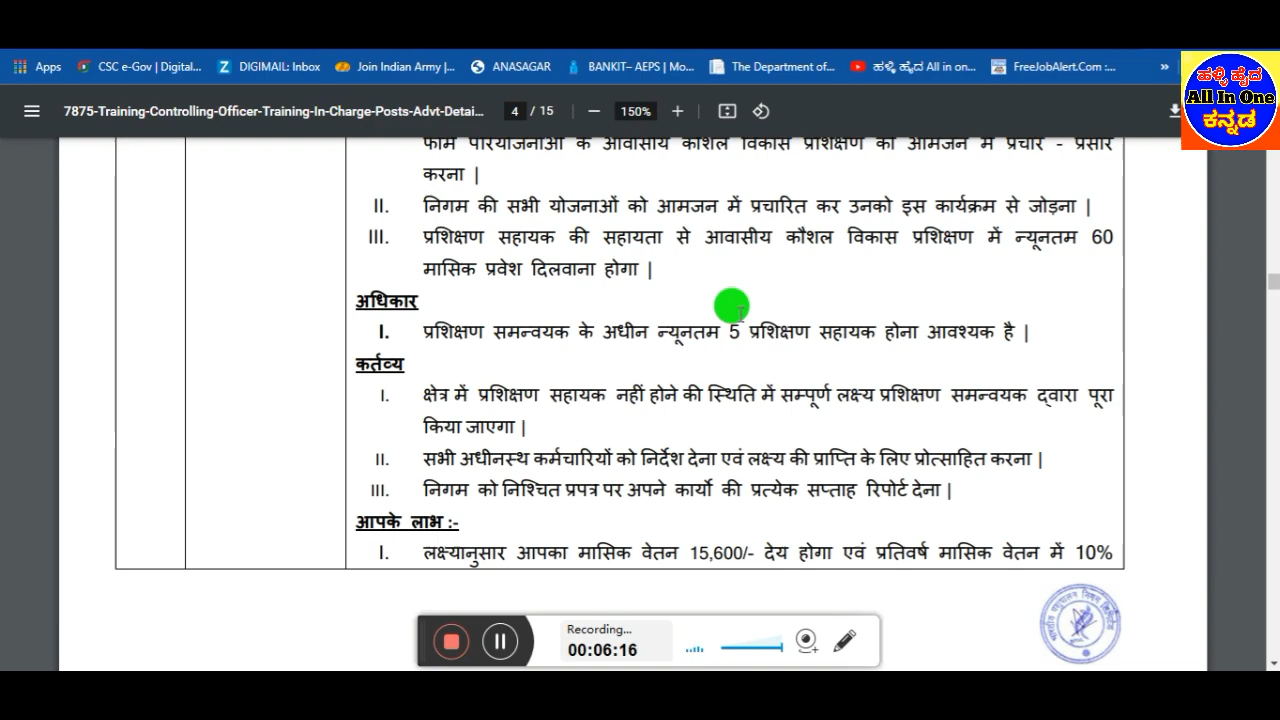 Apps CSC e-Gov | Digital... DIGIMAIL: Inbox Join Indian Army |... ANASAGAR BANKIT– AEPS | Mo... The Department of... ಹಳ್ಳಿ ಹೈದ All in on... FreeJobAlert.Com :... »
ಹಳ್ಳಿ ಹೈದ
All In One
ಕನ್ನಡ
7875-Training-Controlling-Officer-Training-In-Charge-Posts-Advt-Detai... 4 / 15 — 150% +
फार्म परियोजनाओं के आवासीय कौशल विकास प्रशिक्षण का आमजन में प्रचार - प्रसार
करना |
II. निगम की सभी योजनाओं को आमजन में प्रचारित कर उनको इस कार्यक्रम से जोड़ना |
III. प्रशिक्षण सहायक की सहायता से आवासीय कौशल विकास प्रशिक्षण में न्यूनतम 60
मासिक प्रवेश दिलवाना होगा |
अधिकार
I. प्रशिक्षण समन्वयक के अधीन न्यूनतम 5 प्रशिक्षण सहायक होना आवश्यक है |
कर्तव्य
I. क्षेत्र में प्रशिक्षण सहायक नहीं होने की स्थिति में सम्पूर्ण लक्ष्य प्रशिक्षण समन्वयक द्वारा पूरा
किया जाएगा |
II. सभी अधीनस्थ कर्मचारियों को निर्देश देना एवं लक्ष्य की प्राप्ति के लिए प्रोत्साहित करना |
III. निगम को निश्चित प्रपत्र पर अपने कार्यो की प्रत्येक सप्ताह रिपोर्ट देना |
आपके लाभ :-
I. लक्ष्यानुसार आपका मासिक वेतन 15,600/- देय होगा एवं प्रतिवर्ष मासिक वेतन में 10%
Recording...
00:06:16